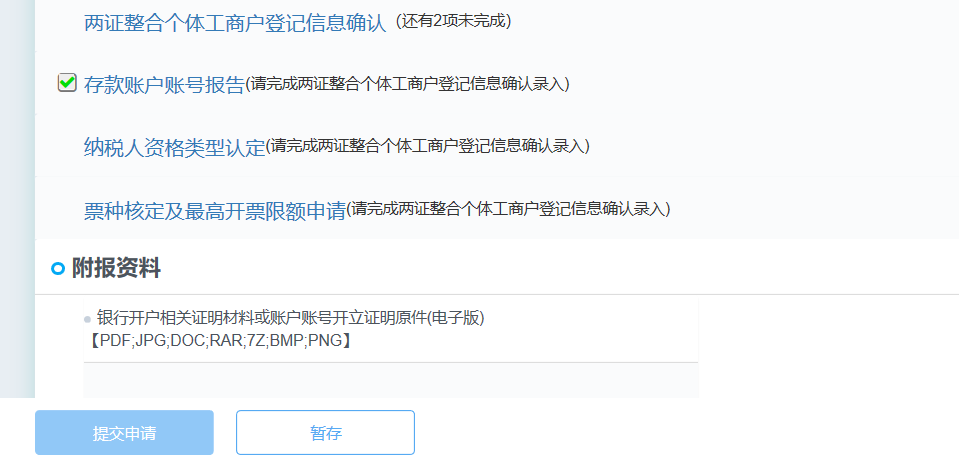 两证整合个体工商户登记信息确认 (还有2项未完成)
存款账户账号报告(请完成两证整合个体工商户登记信息确认录入)
纳税人资格类型认定(请完成两证整合个体工商户登记信息确认录入)
票种核定及最高开票限额申请(请完成两证整合个体工商户登记信息确认录入)
附报资料
银行开户相关证明材料或账户账号开立证明原件(电子版)
【PDF;JPG;DOC;RAR;7Z;BMP;PNG】
提交申请 暂存